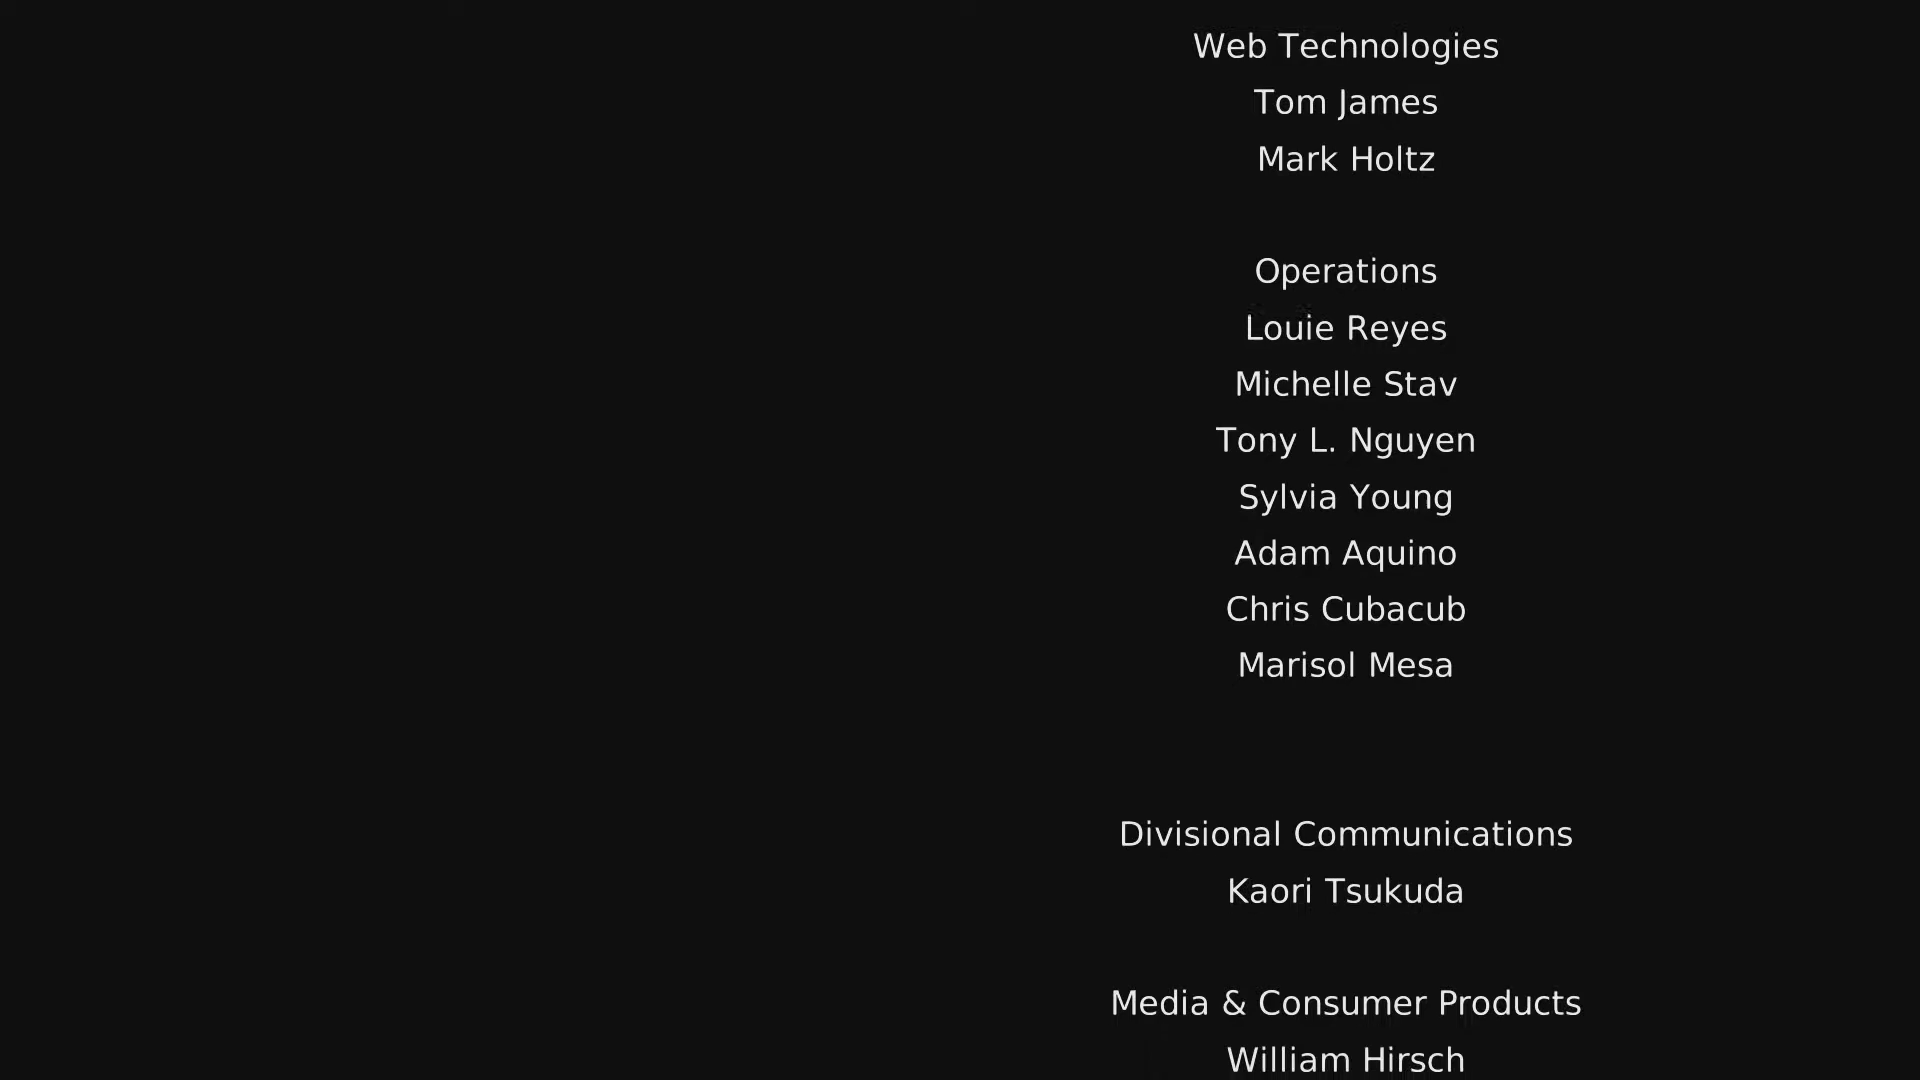 Web Technologies
Tom James
Mark Holtz
Operations
Louie Reyes
Michelle Stav
Tony L. Nguyen
Sylvia Young
Adam Aquino
Chris Cubacub
Marisol Mesa
Divisional Communications
Kaori Tsukuda
Media & Consumer Products
William Hirsch